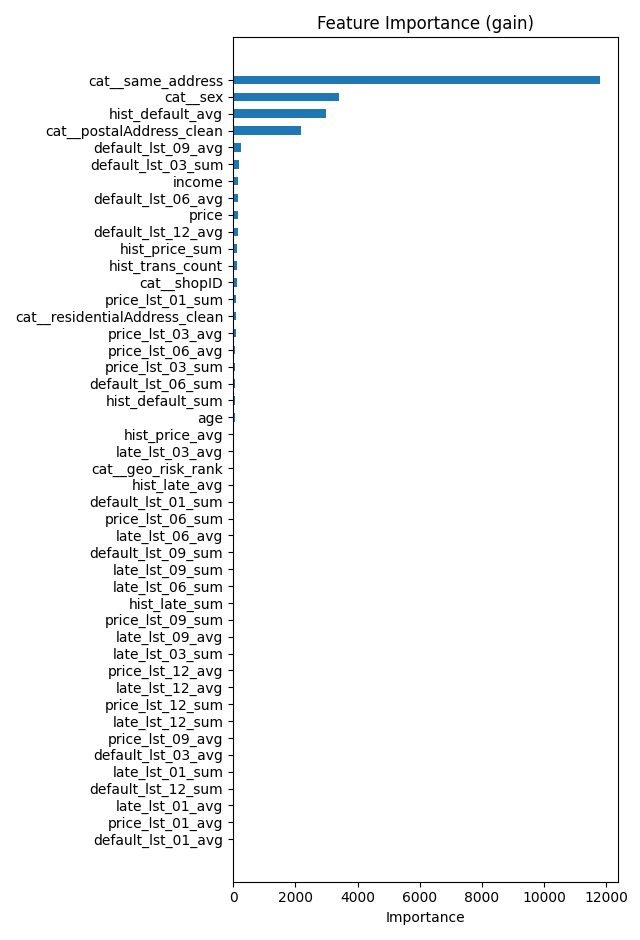 Feature Importance (gain)
cat__same_address
cat__sex
hist_default_avg
cat__postalAddress_clean
default_lst_09_avg
default_lst_03_sum
income
default_lst_06_avg
price
default_lst_12_avg
hist_price_sum
hist_trans_count
cat__shopID
price_lst_01_sum
cat__residentialAddress_clean
price_lst_03_avg
price_lst_06_avg
price_lst_03_sum
default_lst_06_sum
hist_default_sum
age
hist_price_avg
late_lst_03_avg
cat__geo_risk_rank
hist_late_avg
default_lst_01_sum
price_lst_06_sum
late_lst_06_avg
default_lst_09_sum
late_lst_09_sum
late_lst_06_sum
hist_late_sum
price_lst_09_sum
late_lst_09_avg
late_lst_03_sum
price_lst_12_avg
late_lst_12_avg
price_lst_12_sum
late_lst_12_sum
price_lst_09_avg
default_lst_03_avg
late_lst_01_sum
default_lst_12_sum
late_lst_01_avg
price_lst_01_avg
default_lst_01_avg
0 2000 4000 6000 8000 10000 12000
Importance